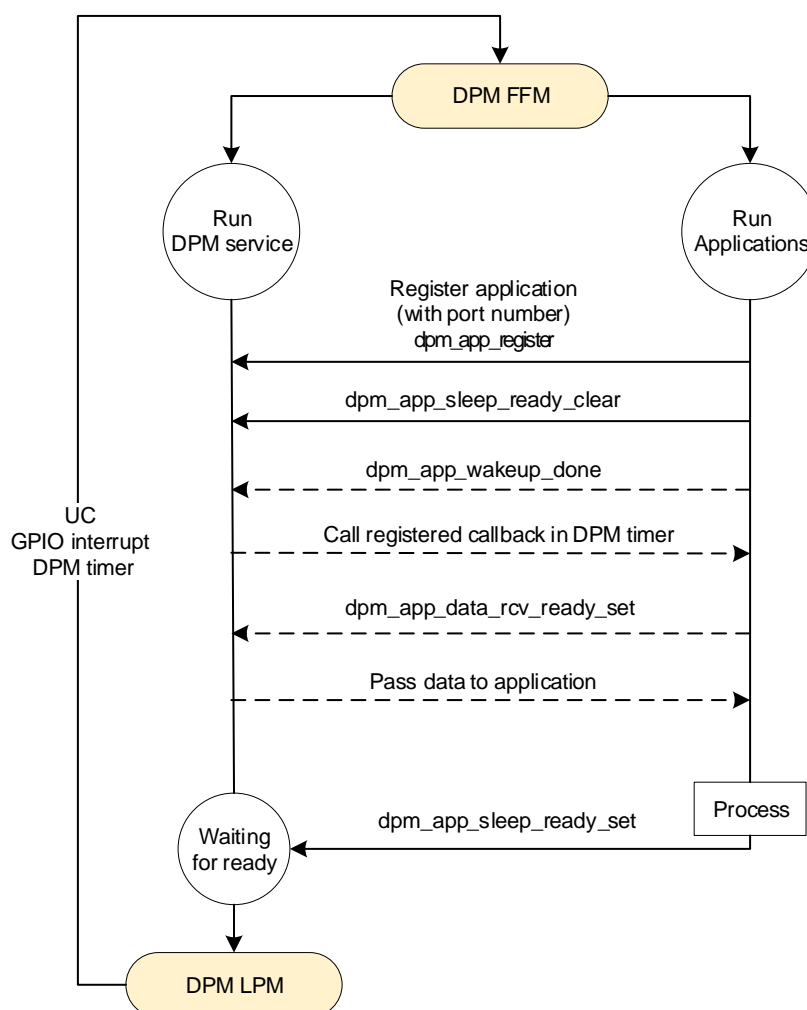 DPM FFM
Run
DPM service
Run
Applications
Register application
(with port number)
dpm_app_register
dpm_app_sleep_ready_clear
dpm_app_wakeup_done
UC
GPIO interrupt
DPM timer
Call registered callback in DPM timer
dpm_app_data_rcv_ready_set
Pass data to application
Process
dpm_app_sleep_ready_set
Waiting
for ready
DPM LPM